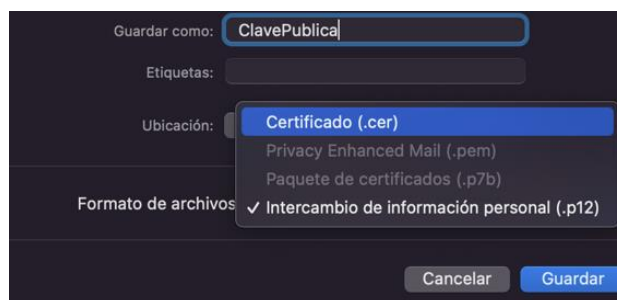 Guardar como: ClavePublica
Etiquetas:
Ubicación:
Certificado (.cer)
Privacy Enhanced Mail (.pem)
Paquete de certificados (.p7b)
Formato de archivos
✓ Intercambio de información personal (.p12)
Cancelar Guardar